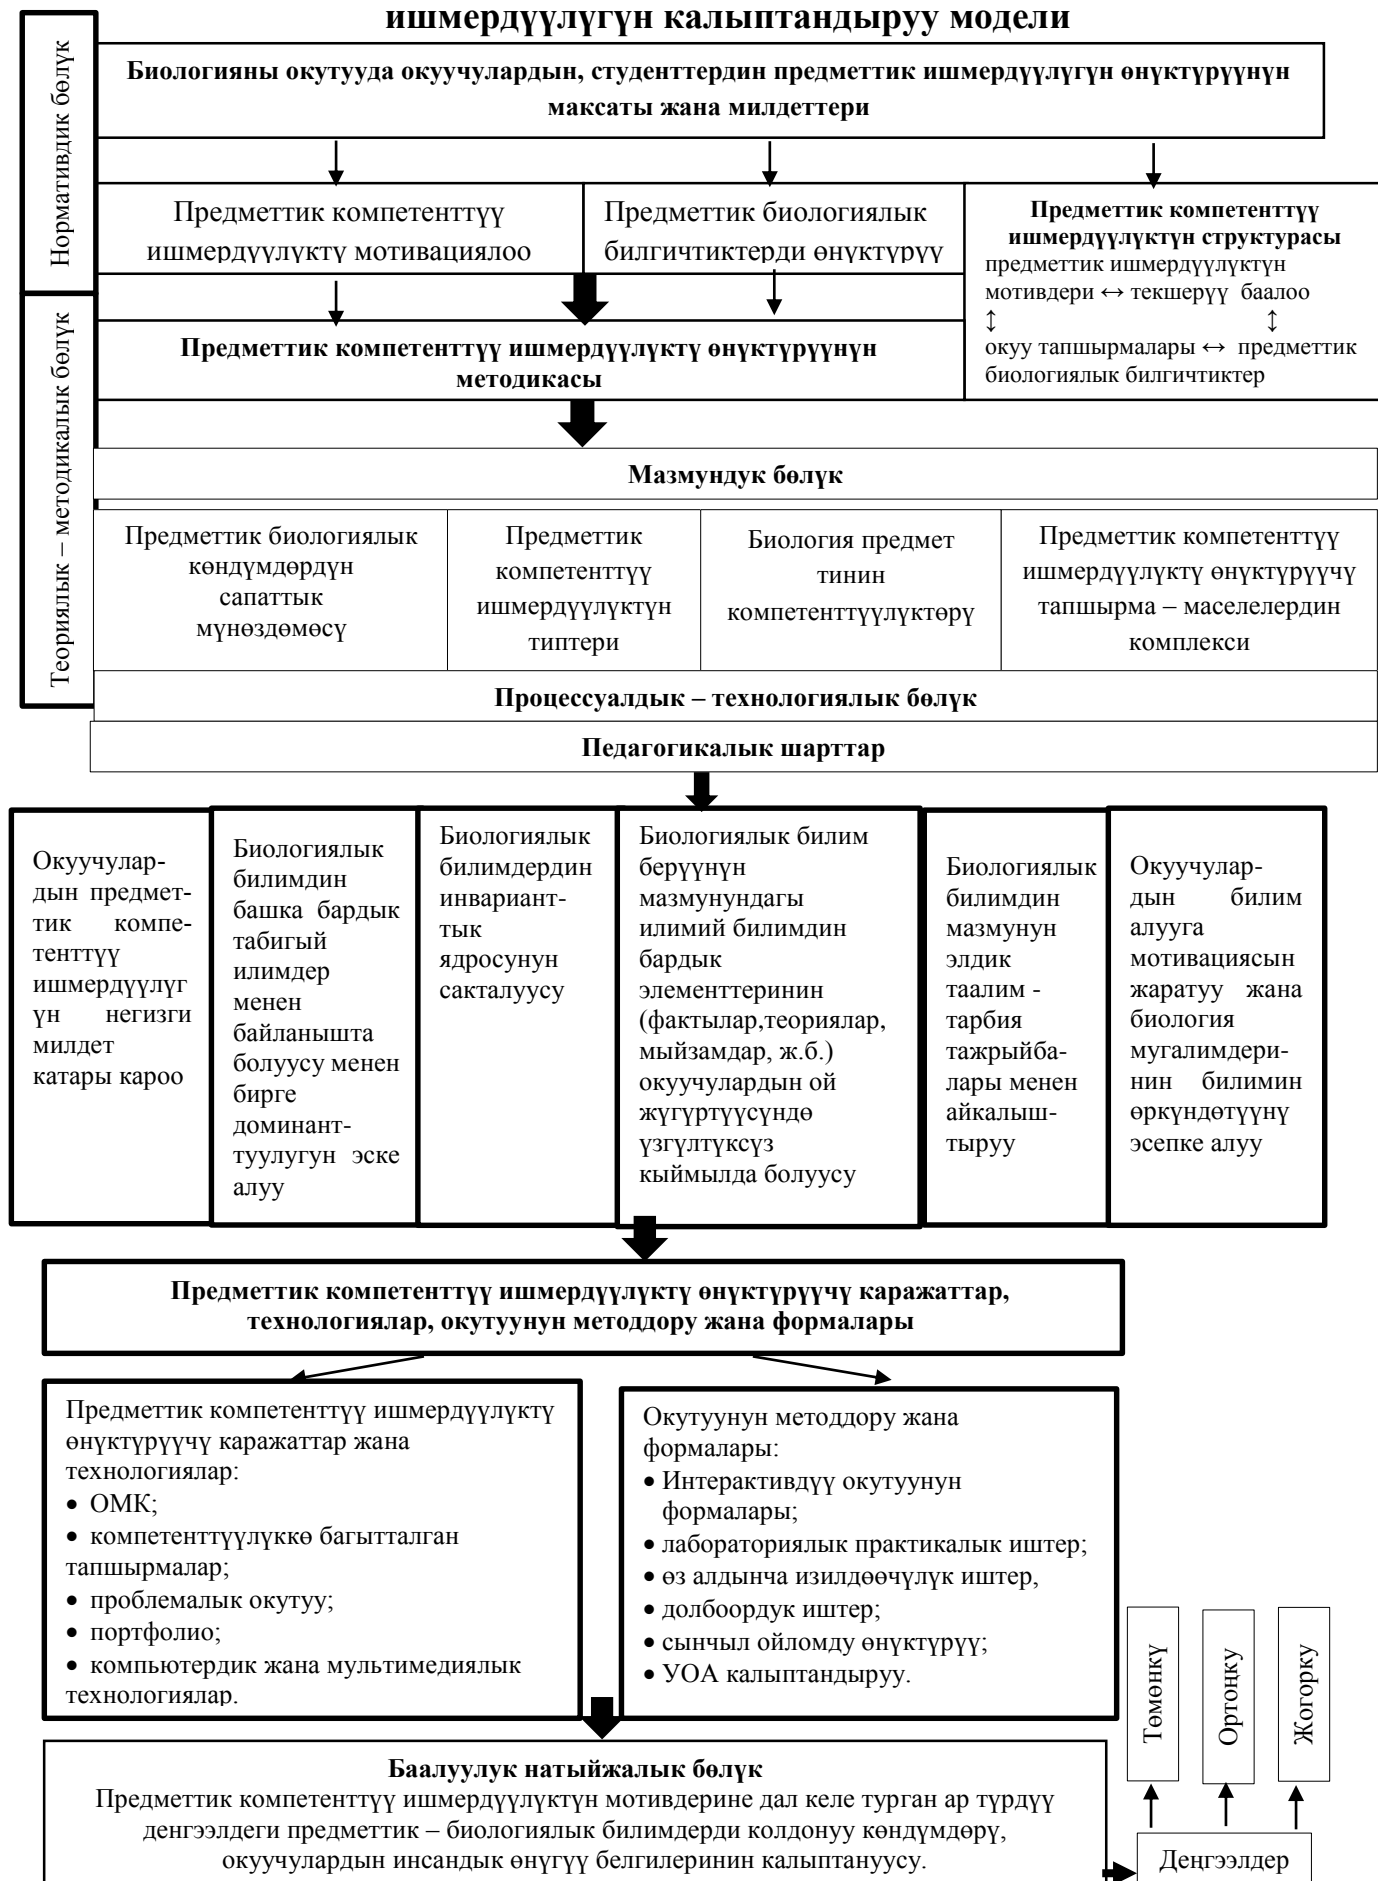 ишмердүүлүгүн калыптандыруу модели
Нормативдик бөлүк
Биологияны окутууда окуучулардын, студенттердин предметтик ишмердүүлүгүн өнүктүрүүнүн
максаты жана милдеттери
Предметтик компетенттүү
ишмердүүлүктү мотивациялоо
Предметтик биологиялык
билгичтиктерди өнүктүрүү
Предметтик компетенттүү
ишмердүүлүктүн структурасы
предметтик ишмердүүлүктүн
мотивдери ↔ текшерүү баалоо
↕ ↕
окуу тапшырмалары ↔ предметтик
биологиялык билгичтиктер
Теориялык – методикалык бөлүк
Предметтик компетенттүү ишмердүүлүктү өнүктүрүүнүн
методикасы
Мазмундук бөлүк
Предметтик биологиялык
көндүмдөрдүн
сапаттык
мүнөздөмөсү
Предметтик
компетенттүү
ишмердүүлүктүн
типтери
Биология предмет
тинин
компетенттүүлүктөрү
Предметтик компетенттүү
ишмердүүлүктү өнүктүрүүчү
тапшырма – маселелердин
комплекси
Процессуалдык – технологиялык бөлүк
Педагогикалык шарттар
Окуучулар-
дын предмет-
тик компе-
тенттүү
ишмердүүлүг
үн негизги
милдет
катары кароо
Биологиялык
билимдин
башка бардык
табигый
илимдер
менен
байланышта
болуусу менен
бирге
доминант-
туулугун эске
алуу
Биологиялык
билимдердин
инвариант-
тык
ядросунун
сакталуусу
Биологиялык билим
берүүнүн
мазмунундагы
илимий билимдин
бардык
элементтеринин
(фактылар,теориялар,
мыйзамдар, ж.б.)
окуучулардын ой
жүгүртүүсүндө
үзгүлтүксүз
кыймылда болуусу
Биологиялык
билимдин
мазмунун
элдик
таалим -
тарбия
тажрыйба-
лары менен
айкалыш-
тыруу
Окуучулар-
дын билим
алууга
мотивациясын
жаратуу жана
биология
мугалимдери-
нин билимин
өркүндөтүүнү
эсепке алуу
Предметтик компетенттүү ишмердүүлүктү өнүктүрүүчү каражаттар,
технологиялар, окутуунун методдору жана формалары
Предметтик компетенттүү ишмердүүлүктү
өнүктүрүүчү каражаттар жана
технологиялар:
• ОМК;
• компетенттүүлүккө багытталган
тапшырмалар;
• проблемалык окутуу;
• портфолио;
• компьютердик жана мультимедиялык
технологиялар.
Окутуунун методдору жана
формалары:
• Интерактивдүү окутуунун
формалары;
• лабораториялык практикалык иштер;
• өз алдынча изилдөөчүлүк иштер,
• долбоордук иштер;
• сынчыл ойломду өнүктүрүү;
• УОА калыптандыруу.
Төмөнкү
Ортоңку
Жогорку
Баалуулук натыйжалык бөлүк
Предметтик компетенттүү ишмердүүлүктүн мотивдерине дал келе турган ар түрдүү
денгээлдеги предметтик – биологиялык билимдерди колдонуу көндүмдөрү,
окуучулардын инсандык өнүгүү белгилеринин калыптануусу.
Деңгээлдер